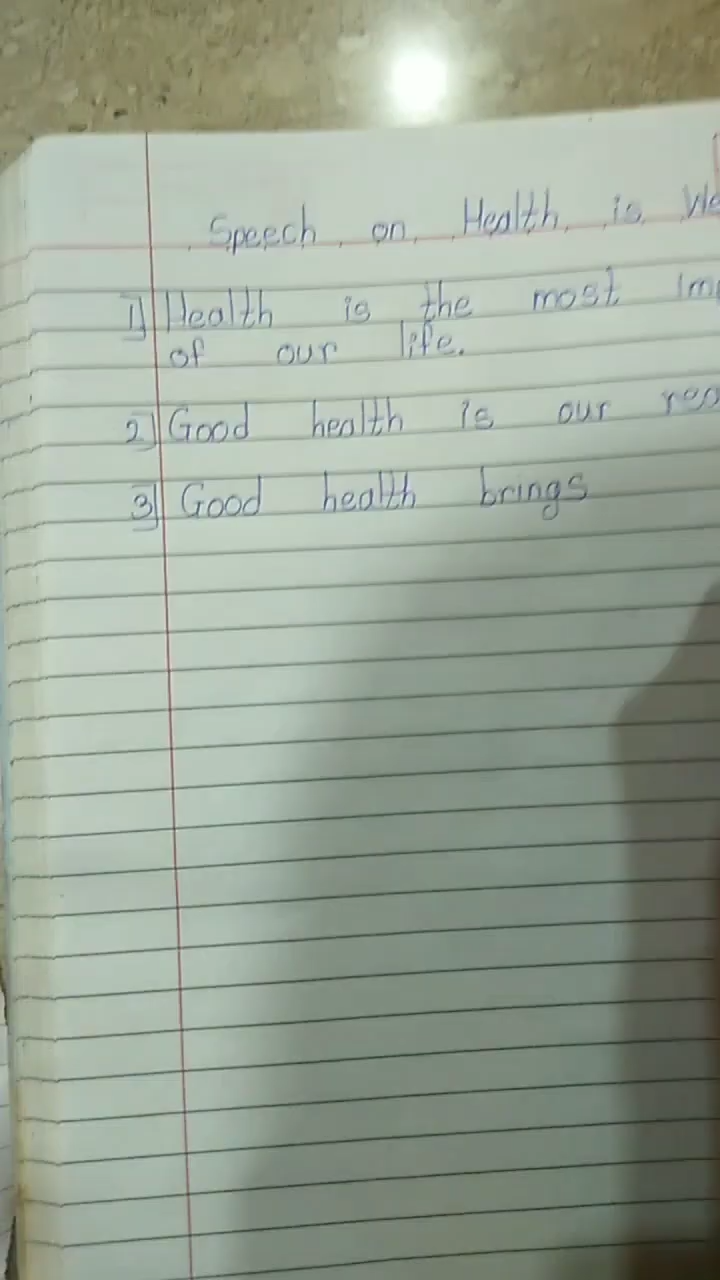 Speech on Health is
1) Health is the most
of our life.
2) Good health is our
3) Good health brings